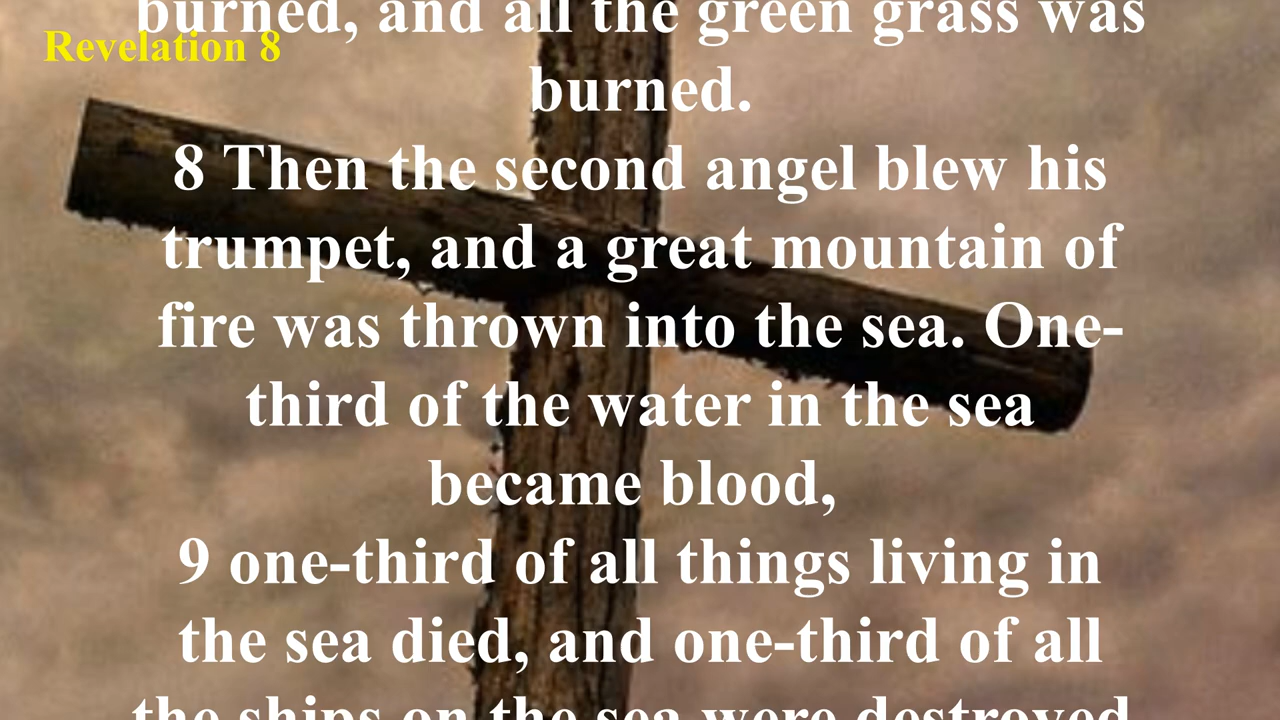 burned, and all the green grass was
Revelation 8
burned.
8 Then the second angel blew his
trumpet, and a great mountain of
fire was thrown into the sea. One-
third of the water in the sea
became blood,
9 one-third of all things living in
the sea died, and one-third of all
the ships on the sea were destroyed.